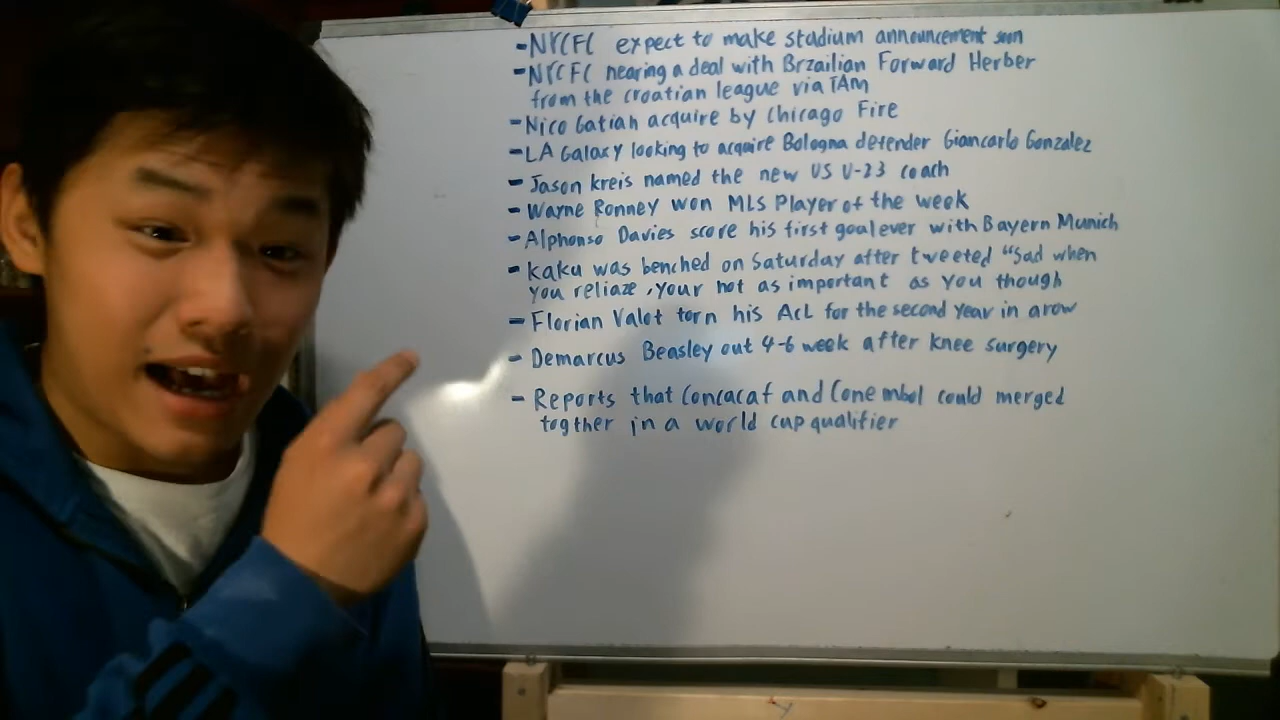 -NYCFC expect to make stadium announcement soon
-NYCFC nearing a deal with Brzailian Forward Herber
from the croatian league via TAM
-Nico Gatian acquire by Chicago Fire
-LA Galaxy looking to acquire Bologna defender Giancarlo Gonzalez
-Jason Kreis named the new US U-23 coach
-Wayne Ronney won MLS Player of the week
-Alphonso Davies score his first goal ever with Bayern Munich
-Kaku was benched on Saturday after tweeted "Sad when
you reliaze, your not as important as you though
-Florian Valot torn his ACL for the second year in arow
-Demarcus Beasley out 4-6 week after knee surgery
-Reports that Concacaf and Conembol could merged
togther in a world cup qualifier